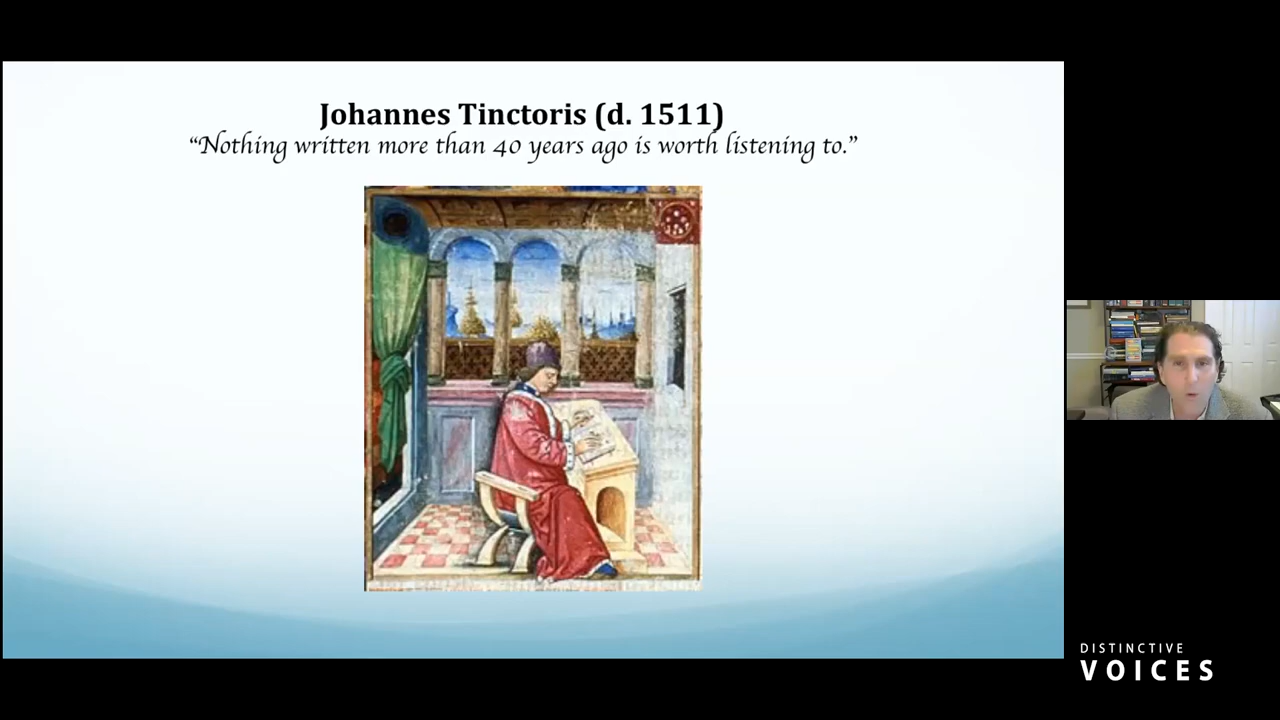 Johannes Tinctoris (d. 1511)
“Nothing written more than 40 years ago is worth listening to.”
DISTINCTIVE
VOICES